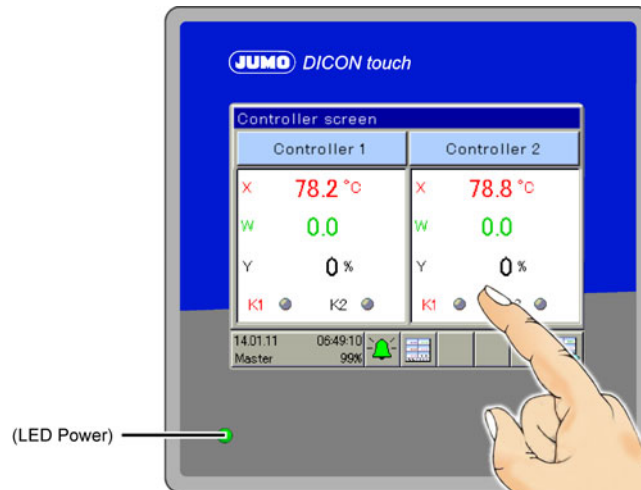 JUMO DICON touch
Controller screen
Controller 1 Controller 2
X 78.2 °C X 78.8 °C
W 0.0 W 0.0
Y 0 % Y 0 %
K1 K2 K1
14.01.11 06:49:10
Master 99%
(LED Power)